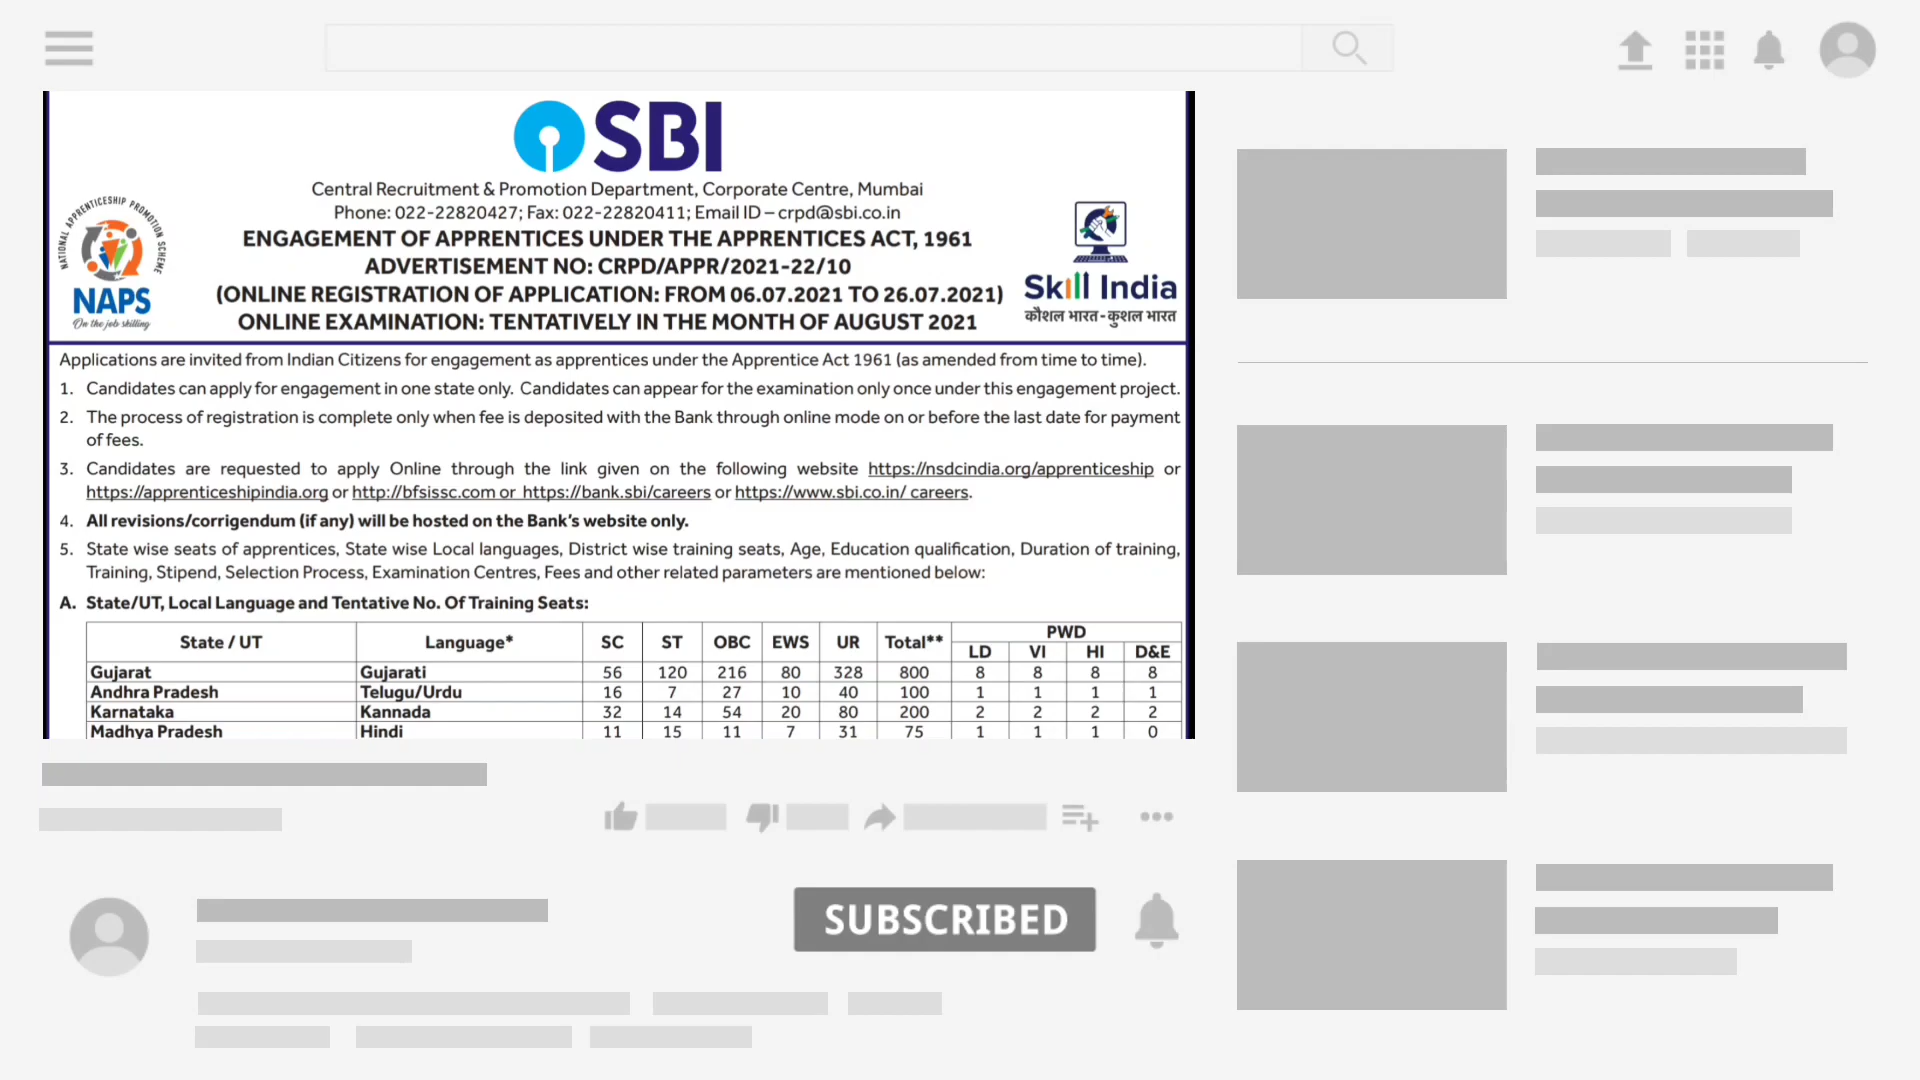 SBI
Central Recruitment & Promotion Department, Corporate Centre, Mumbai
Phone: 022-22820427; Fax: 022-22820411; Email ID – crpd@sbi.co.in
ENGAGEMENT OF APPRENTICES UNDER THE APPRENTICES ACT, 1961
ADVERTISEMENT NO: CRPD/APPR/2021-22/10
(ONLINE REGISTRATION OF APPLICATION: FROM 06.07.2021 TO 26.07.2021)
ONLINE EXAMINATION: TENTATIVELY IN THE MONTH OF AUGUST 2021
NATIONAL APPRENTICESHIP PROMOTION SCHEME
NAPS
On the job skilling
Skill India
कौशल भारत-कुशल भारत
Applications are invited from Indian Citizens for engagement as apprentices under the Apprentice Act 1961 (as amended from time to time).
1. Candidates can apply for engagement in one state only. Candidates can appear for the examination only once under this engagement project.
2. The process of registration is complete only when fee is deposited with the Bank through online mode on or before the last date for payment
of fees.
3. Candidates are requested to apply Online through the link given on the following website https://nsdcindia.org/apprenticeship or
https://apprenticeshipindia.org or http://bfsissc.com or https://bank.sbi/careers or https://www.sbi.co.in/ careers.
4. All revisions/corrigendum (if any) will be hosted on the Bank's website only.
5. State wise seats of apprentices, State wise Local languages, District wise training seats, Age, Education qualification, Duration of training,
Training, Stipend, Selection Process, Examination Centres, Fees and other related parameters are mentioned below:
A. State/UT, Local Language and Tentative No. Of Training Seats:
State / UT Language* SC ST OBC EWS UR Total** PWD
LD VI HI D&E
Gujarat Gujarati 56 120 216 80 328 800 8 8 8 8
Andhra Pradesh Telugu/Urdu 16 7 27 10 40 100 1 1 1 1
Karnataka Kannada 32 14 54 20 80 200 2 2 2 2
Madhya Pradesh Hindi 11 15 11 7 31 75 1 1 1 0
SUBSCRIBED